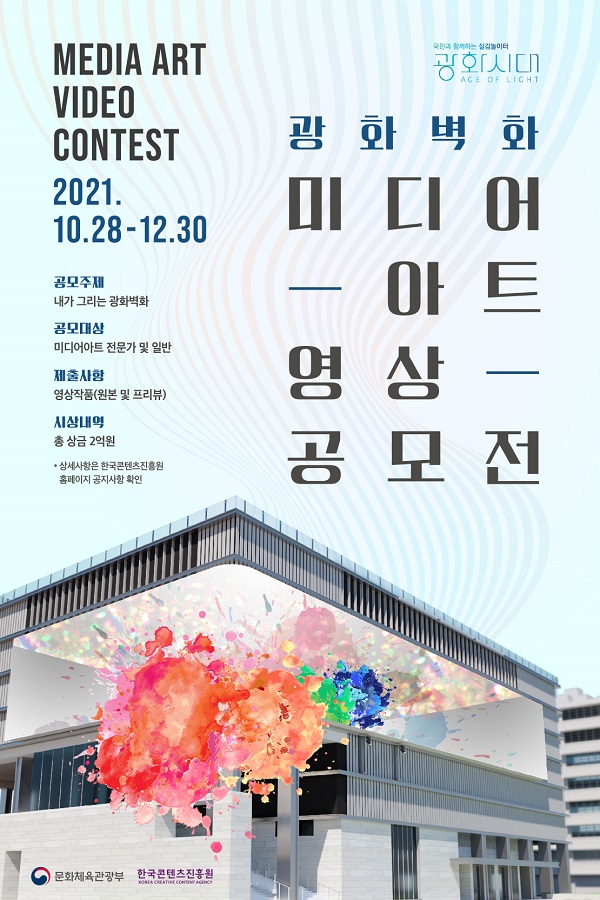 MEDIA ART
VIDEO
CONTEST
2021.
10.28-12.30
국민과 함께하는 실감놀이터
광화시대
AGE OF LIGHT
광화벽화
미디어
아트
영상
공모전
공모주제
내가 그리는 광화벽화
공모대상
미디어아트 전문가 및 일반
제출사항
영상작품(원본 및 프리뷰)
시상내역
총 상금 2억원
* 상세사항은 한국콘텐츠진흥원
홈페이지 공지사항 확인
문화체육관광부
한국콘텐츠진흥원
KOREA CREATIVE CONTENT AGENCY